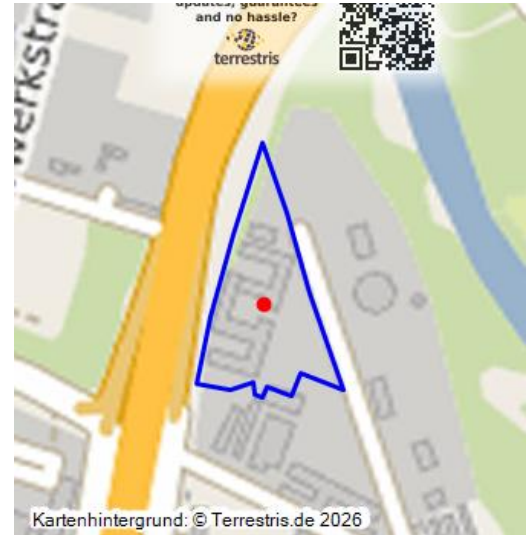 updates, guarantees
and no hassle?
terrestris
Kartenhintergrund: © Terrestris.de 2026